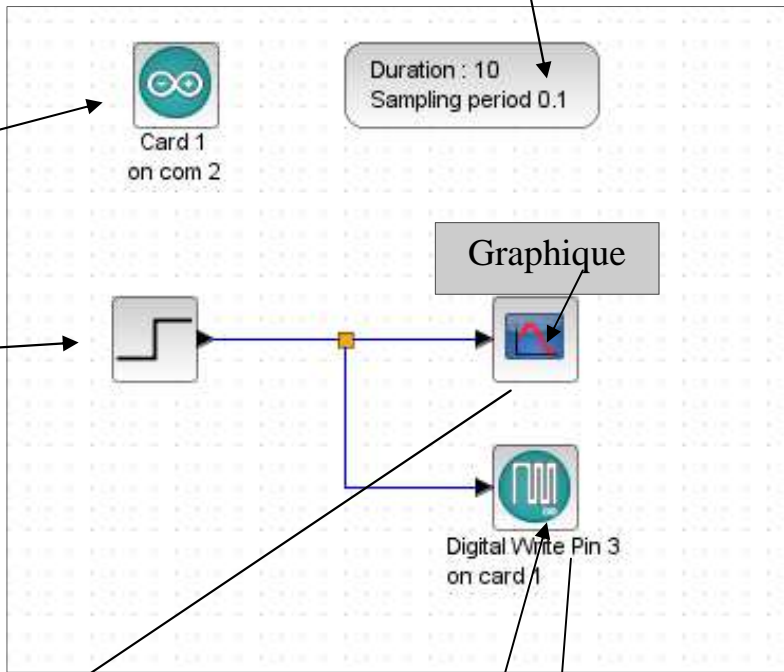 Duration : 10
Sampling period 0.1
Card 1
on com 2
Graphique
Digital Write Pin 3
on card 1